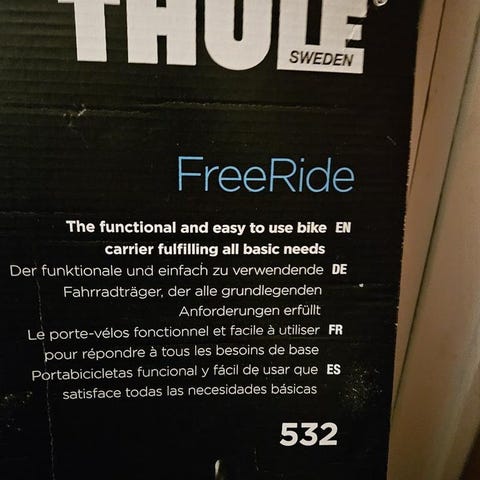 THULE
SWEDEN
FreeRide
The functional and easy to use bike EN
carrier fulfilling all basic needs
Der funktionale und einfach zu verwendende DE
Fahrradträger, der alle grundlegenden
Anforderungen erfüllt
Le porte-vélos fonctionnel et facile à utiliser FR
pour répondre à tous les besoins de base
Portabicicletas funcional y fácil de usar que ES
satisface todas las necesidades básicas
532